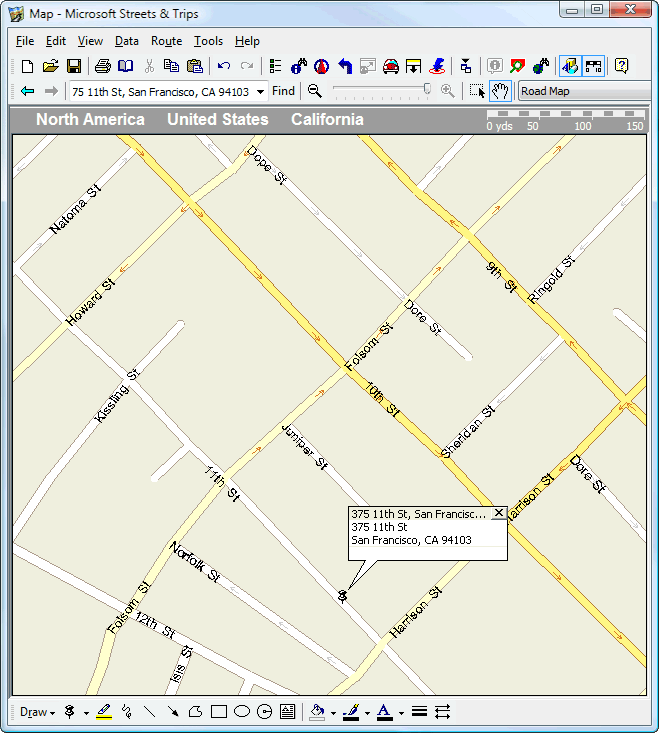 Map - Microsoft Streets & Trips
File Edit View Data Route Tools Help
75 11th St, San Francisco, CA 94103 Find Road Map
North America United States California
0 yds 50 100 150
Dope St
Natoma St
9th St
Ringold St
Howard St
Dore St
Folsom St
Kissling St
10th St
Sheridan St
Juniper St
11th St
Dore St
Harrison St
375 11th St, San Francisc...
375 11th St
San Francisco, CA 94103
Norfolk St
Folsom St
12th St
Harrison St
Isis St
Draw